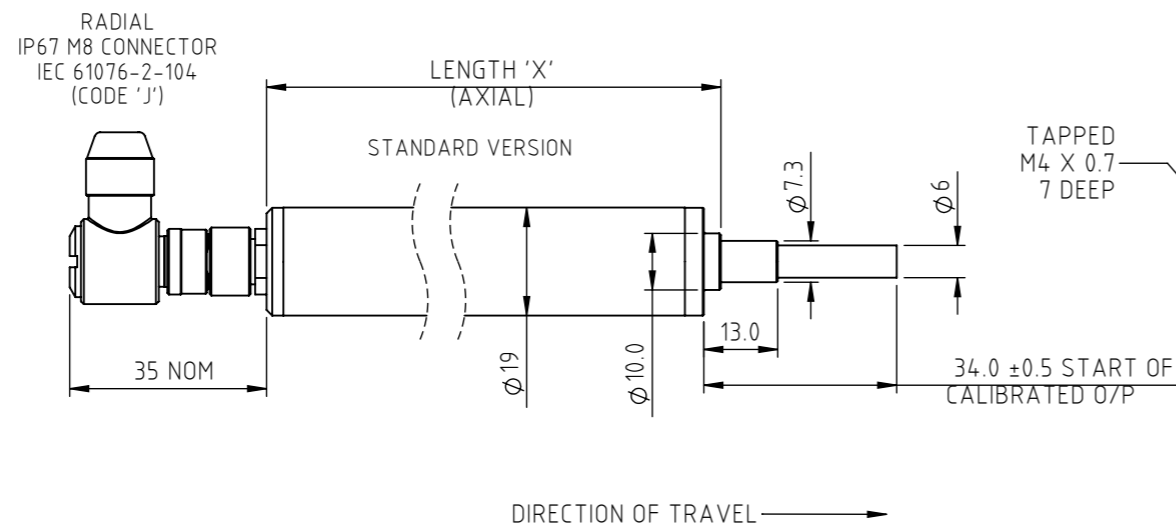 RADIAL
IP67 M8 CONNECTOR
IEC 61076-2-104
(CODE 'J')
LENGTH 'X'
(AXIAL)
STANDARD VERSION
TAPPED
M4 X 0.7
7 DEEP
Ø7.3
Ø6
Ø19
Ø10.0
13.0
35 NOM
34.0 ±0.5 START OF
CALIBRATED O/P
DIRECTION OF TRAVEL